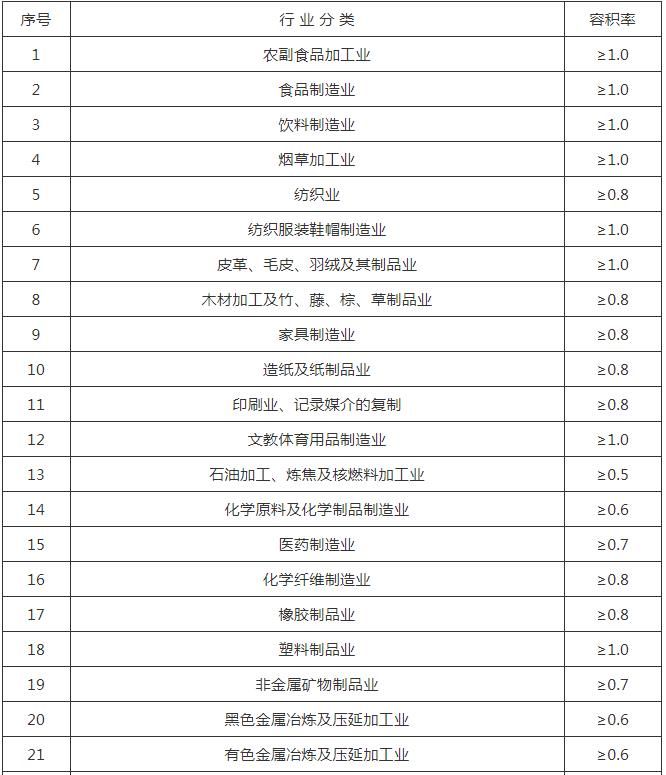 序号 行 业 分 类 容积率
1 农副食品加工业 ≥1.0
2 食品制造业 ≥1.0
3 饮料制造业 ≥1.0
4 烟草加工业 ≥1.0
5 纺织业 ≥0.8
6 纺织服装鞋帽制造业 ≥1.0
7 皮革、毛皮、羽绒及其制品业 ≥1.0
8 木材加工及竹、藤、棕、草制品业 ≥0.8
9 家具制造业 ≥0.8
10 造纸及纸制品业 ≥0.8
11 印刷业、记录媒介的复制 ≥0.8
12 文教体育用品制造业 ≥1.0
13 石油加工、炼焦及核燃料加工业 ≥0.5
14 化学原料及化学制品制造业 ≥0.6
15 医药制造业 ≥0.7
16 化学纤维制造业 ≥0.8
17 橡胶制品业 ≥0.8
18 塑料制品业 ≥1.0
19 非金属矿物制品业 ≥0.7
20 黑色金属冶炼及压延加工业 ≥0.6
21 有色金属冶炼及压延加工业 ≥0.6